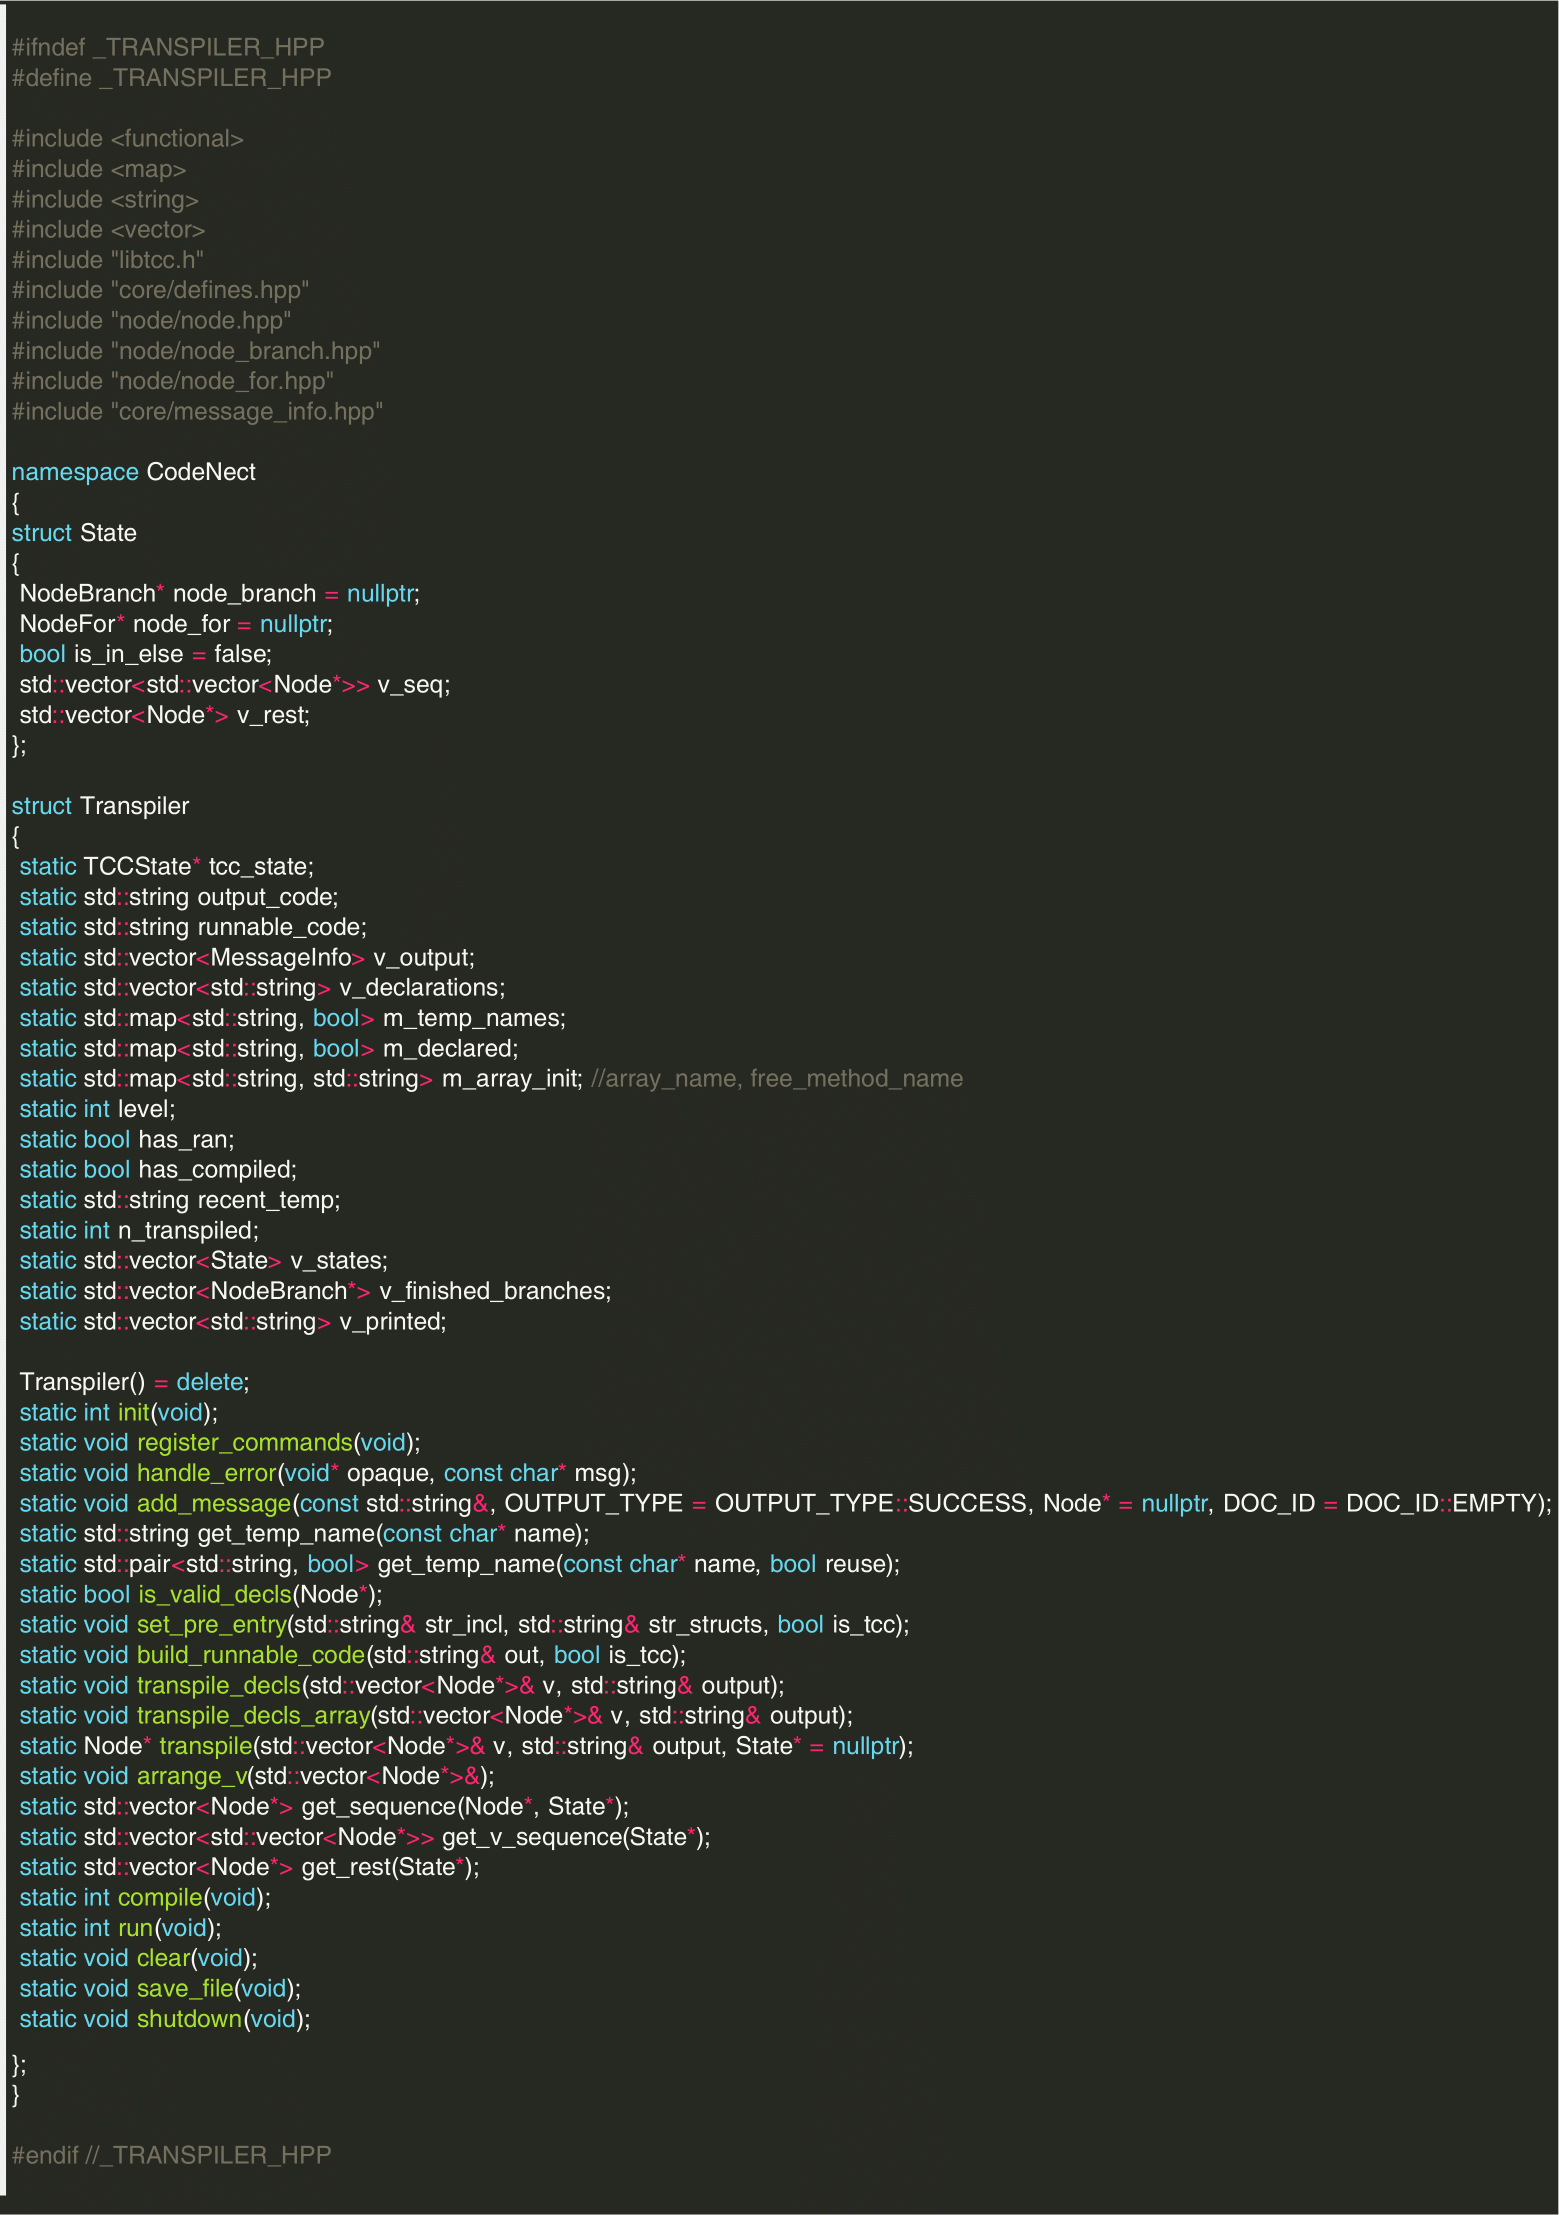 #ifndef _TRANSPILER_HPP
#define _TRANSPILER_HPP

#include <functional>
#include <map>
#include <string>
#include <vector>
#include "libtcc.h"
#include "core/defines.hpp"
#include "node/node.hpp"
#include "node/node_branch.hpp"
#include "node/node_for.hpp"
#include "core/message_info.hpp"

namespace CodeNect
{
struct State
{
 NodeBranch* node_branch = nullptr;
 NodeFor* node_for = nullptr;
 bool is_in_else = false;
 std::vector<std::vector<Node*>> v_seq;
 std::vector<Node*> v_rest;
};

struct Transpiler
{
 static TCCState* tcc_state;
 static std::string output_code;
 static std::string runnable_code;
 static std::vector<MessageInfo> v_output;
 static std::vector<std::string> v_declarations;
 static std::map<std::string, bool> m_temp_names;
 static std::map<std::string, bool> m_declared;
 static std::map<std::string, std::string> m_array_init; //array_name, free_method_name
 static int level;
 static bool has_ran;
 static bool has_compiled;
 static std::string recent_temp;
 static int n_transpiled;
 static std::vector<State> v_states;
 static std::vector<NodeBranch*> v_finished_branches;
 static std::vector<std::string> v_printed;

 Transpiler() = delete;
 static int init(void);
 static void register_commands(void);
 static void handle_error(void* opaque, const char* msg);
 static void add_message(const std::string&, OUTPUT_TYPE = OUTPUT_TYPE::SUCCESS, Node* = nullptr, DOC_ID = DOC_ID::EMPTY);
 static std::string get_temp_name(const char* name);
 static std::pair<std::string, bool> get_temp_name(const char* name, bool reuse);
 static bool is_valid_decls(Node*);
 static void set_pre_entry(std::string& str_incl, std::string& str_structs, bool is_tcc);
 static void build_runnable_code(std::string& out, bool is_tcc);
 static void transpile_decls(std::vector<Node*>& v, std::string& output);
 static void transpile_decls_array(std::vector<Node*>& v, std::string& output);
 static Node* transpile(std::vector<Node*>& v, std::string& output, State* = nullptr);
 static void arrange_v(std::vector<Node*>&);
 static std::vector<Node*> get_sequence(Node*, State*);
 static std::vector<std::vector<Node*>> get_v_sequence(State*);
 static std::vector<Node*> get_rest(State*);
 static int compile(void);
 static int run(void);
 static void clear(void);
 static void save_file(void);
 static void shutdown(void);

};
}

#endif //_TRANSPILER_HPP